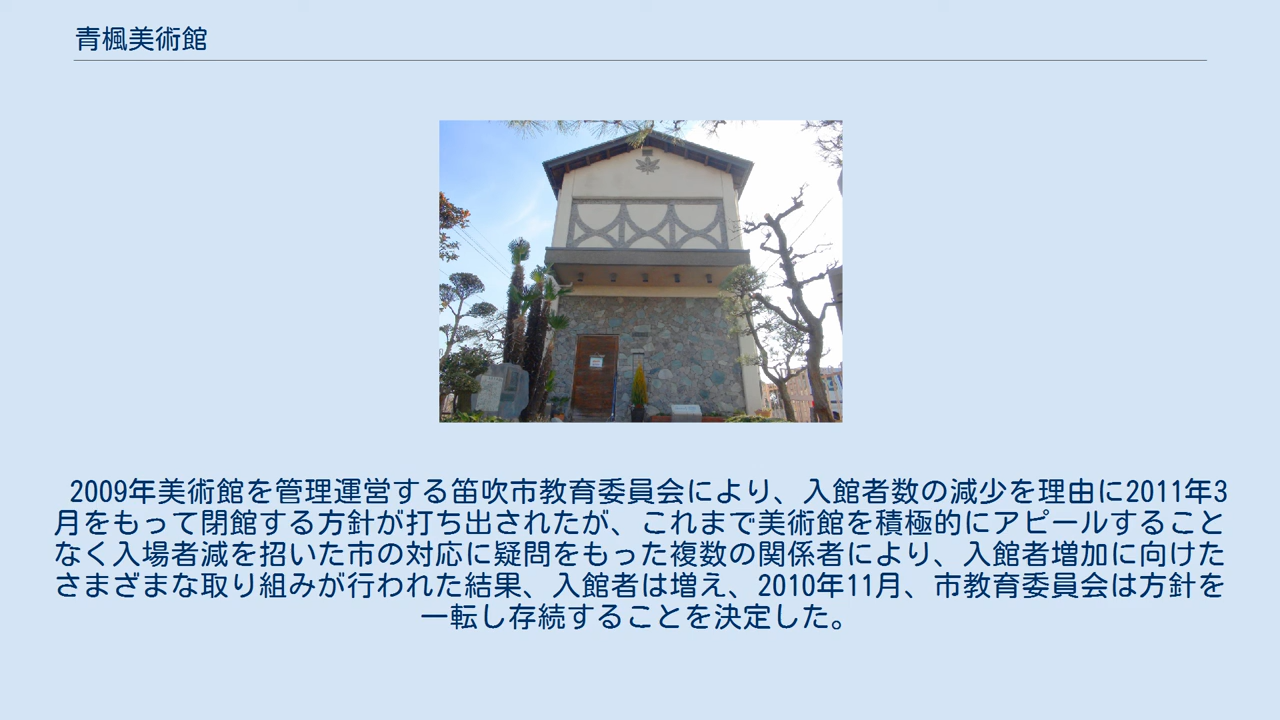 青楓美術館
2009年美術館を管理運営する笛吹市教育委員会により、入館者数の減少を理由に2011年3
月をもって閉館する方針が打ち出されたが、これまで美術館を積極的にアピールすること
なく入場者減を招いた市の対応に疑問をもった複数の関係者により、入館者増加に向けた
さまざまな取り組みが行われた結果、入館者は増え、2010年11月、市教育委員会は方針を
一転し存続することを決定した。